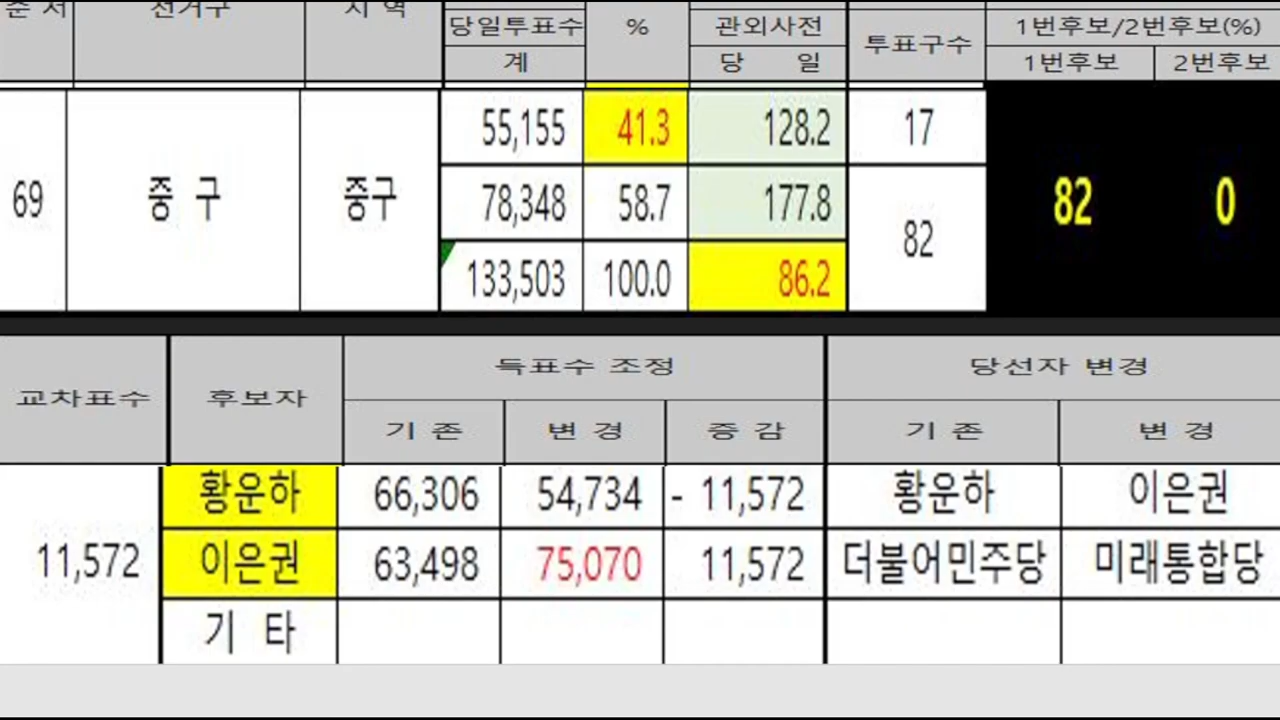 순 서 선거구 지 역 당일투표수 % 관외사전 투표구수 1번후보/2번후보(%)
계 당 일 1번후보 2번후보
69 중 구 중구 55,155 41.3 128.2 17 82 0
78,348 58.7 177.8 82
133,503 100.0 86.2
교차표수 후보자 득표수 조정 당선자 변경
기 존 변 경 증 감 기 존 변 경
11,572 황운하 66,306 54,734 - 11,572 황운하 이은권
이은권 63,498 75,070 11,572 더불어민주당 미래통합당
기 타